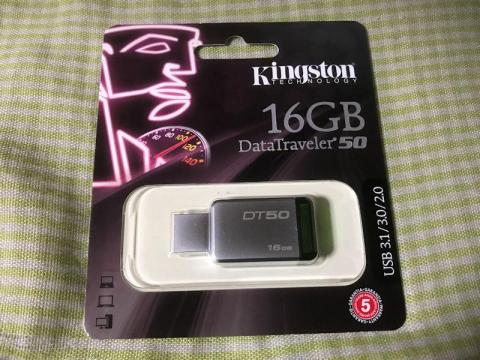 Kingston
TECHNOLOGY
16GB
DataTraveler 50
DT50
16GB
USB 3.1/3.0/2.0
5